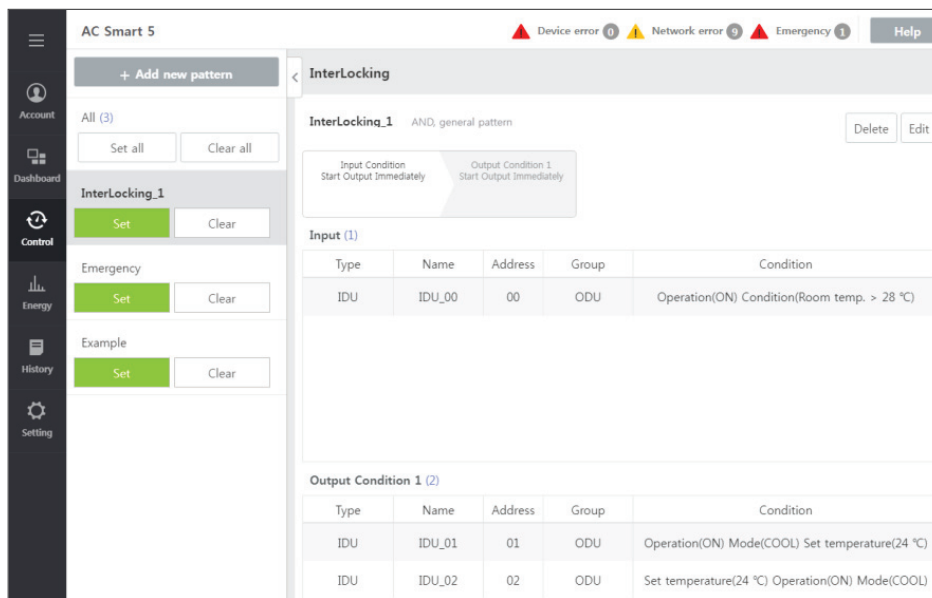 AC Smart 5
Device error 0 Network error 9 Emergency 1 Help
Account
Dashboard
Control
Energy
History
Setting
+ Add new pattern
All (3)
Set all Clear all
InterLocking_1
Set Clear
Emergency
Set Clear
Example
Set Clear
< InterLocking
InterLocking_1 AND, general pattern
Delete Edit
Input Condition
Start Output Immediately
Output Condition 1
Start Output Immediately
Input (1)
Type Name Address Group Condition
IDU IDU_00 00 ODU Operation(ON) Condition(Room temp. > 28 ℃)
Output Condition 1 (2)
Type Name Address Group Condition
IDU IDU_01 01 ODU Operation(ON) Mode(COOL) Set temperature(24 ℃)
IDU IDU_02 02 ODU Set temperature(24 ℃) Operation(ON) Mode(COOL)